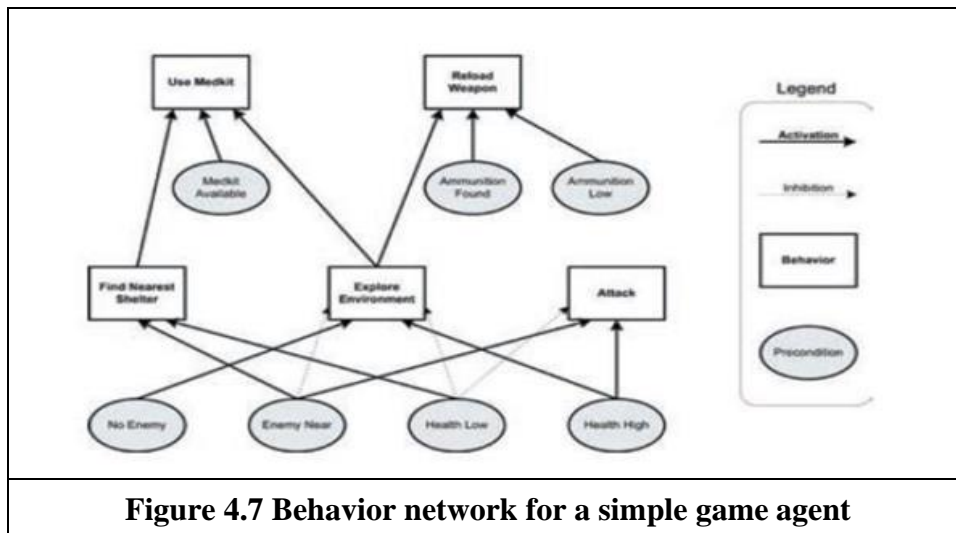 Use Medkit
Reload
Weapon
Legend
Activation
Medkit
Available
Ammunition
Found
Ammunition
Low
Inhibition
Find Nearest
Shelter
Explore
Environment
Attack
Behavior
Precondition
No Enemy
Enemy Near
Health Low
Health High
Figure 4.7 Behavior network for a simple game agent